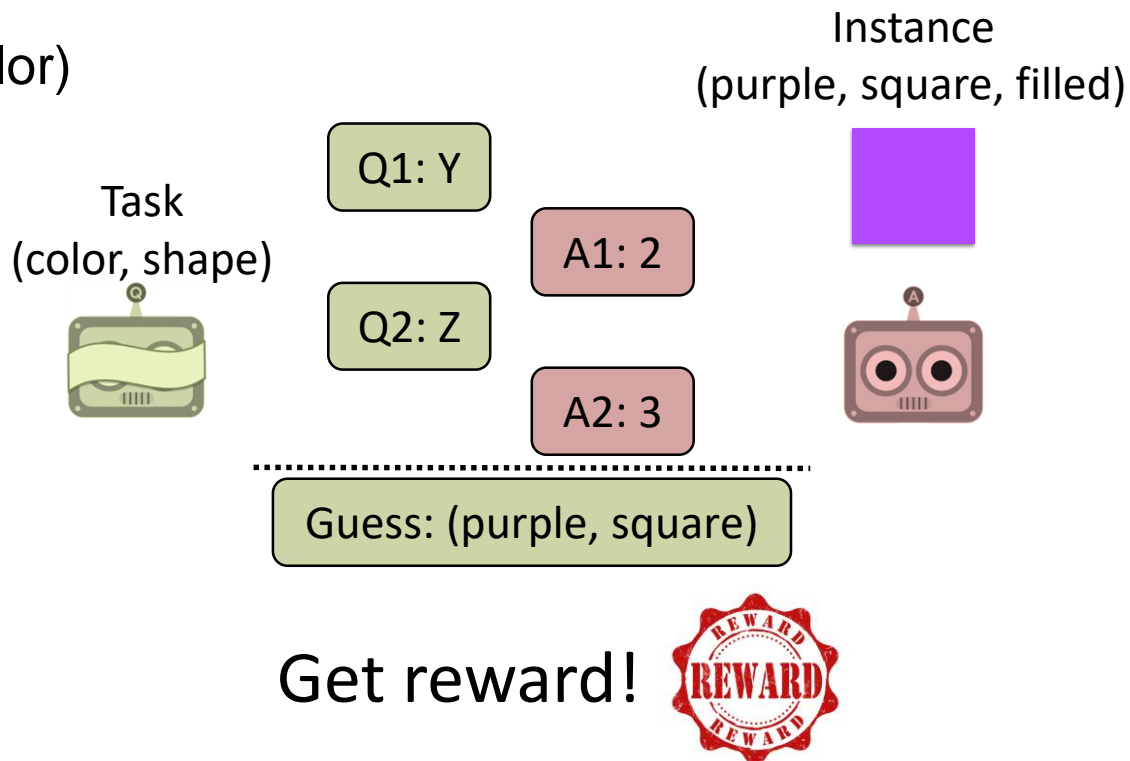 lor)
Instance
(purple, square, filled)
Q1: Y
Task
(color, shape)
A1: 2
Q
A
Q2: Z
A2: 3
Guess: (purple, square)
Get reward!
REWARD
REWARD
REWARD